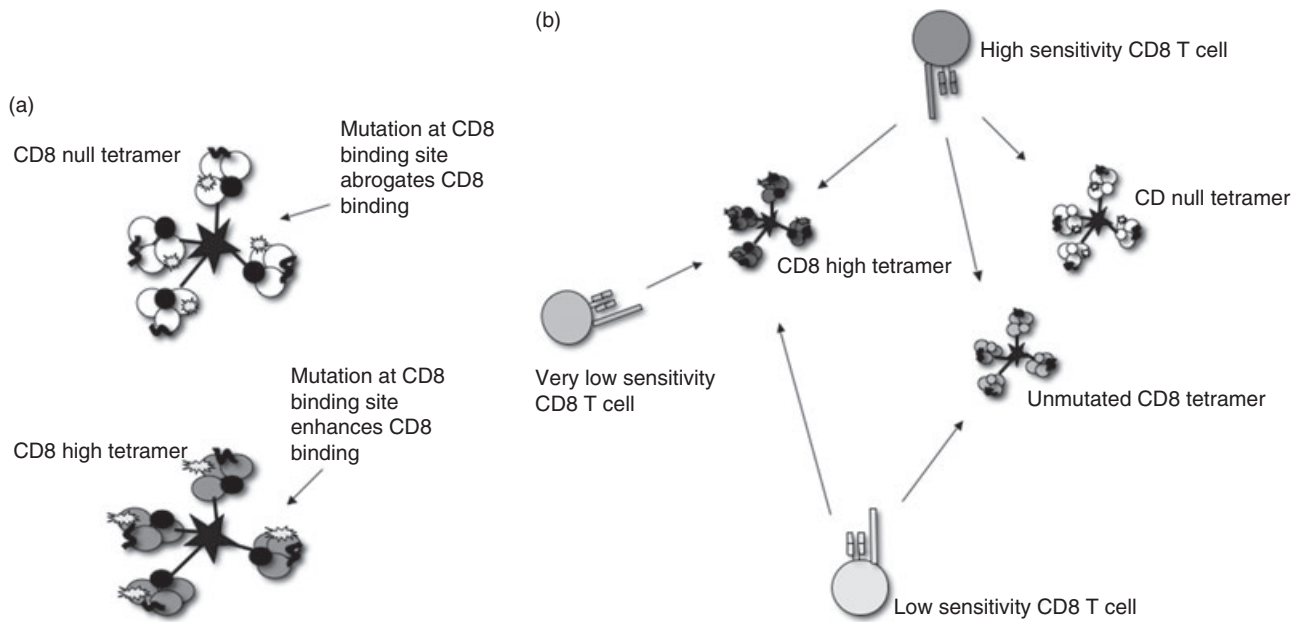 (a)
CD8 null tetramer
Mutation at CD8
binding site
abrogates CD8
binding
CD8 high tetramer
Mutation at CD8
binding site
enhances CD8
binding
(b)
High sensitivity CD8 T cell
CD null tetramer
CD8 high tetramer
Very low sensitivity
CD8 T cell
Unmutated CD8 tetramer
Low sensitivity CD8 T cell